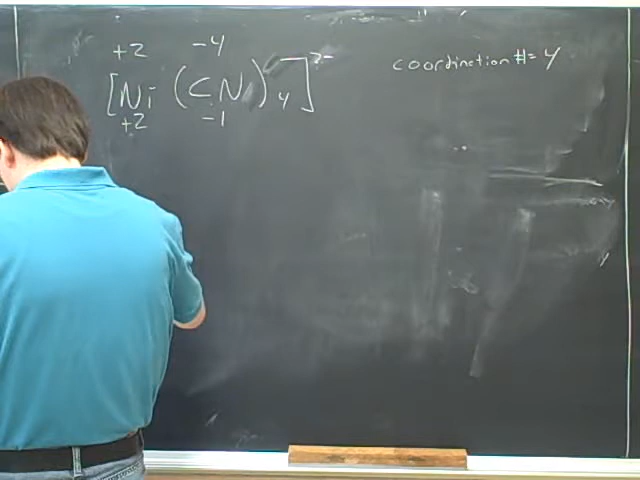 +2 -4
[Ni (CN)4]2-
+2 -1
coordination # = 4